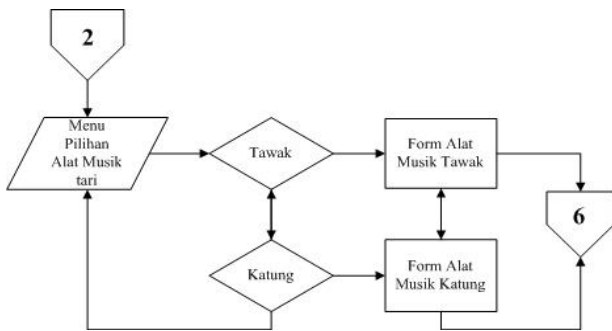 2
Menu
Pilihan
Alat Musik
tari
Tawak
Form Alat
Musik Tawak
6
Katung
Form Alat
Musik Katung